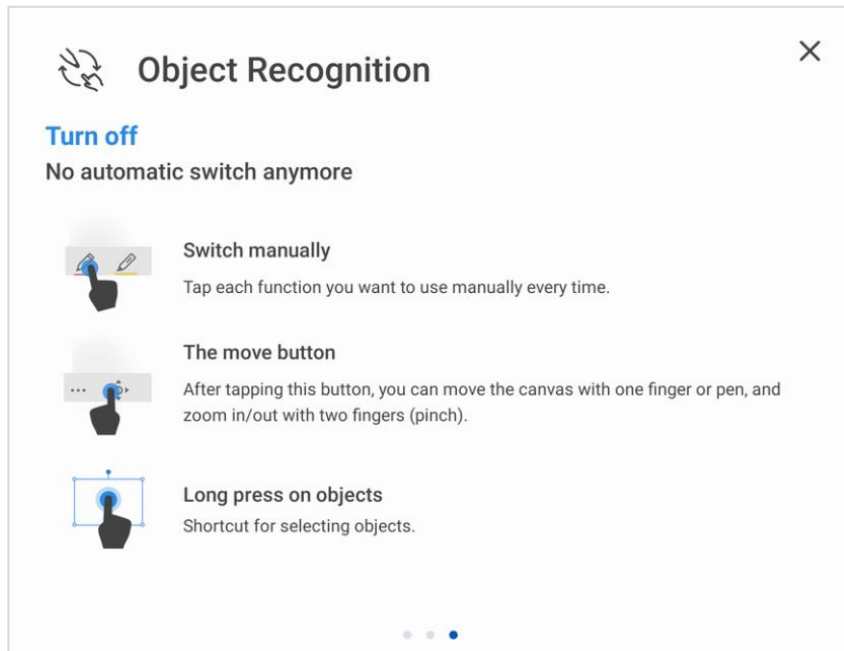 Object Recognition
Turn off
No automatic switch anymore
Switch manually
Tap each function you want to use manually every time.
The move button
After tapping this button, you can move the canvas with one finger or pen, and
zoom in/out with two fingers (pinch).
Long press on objects
Shortcut for selecting objects.